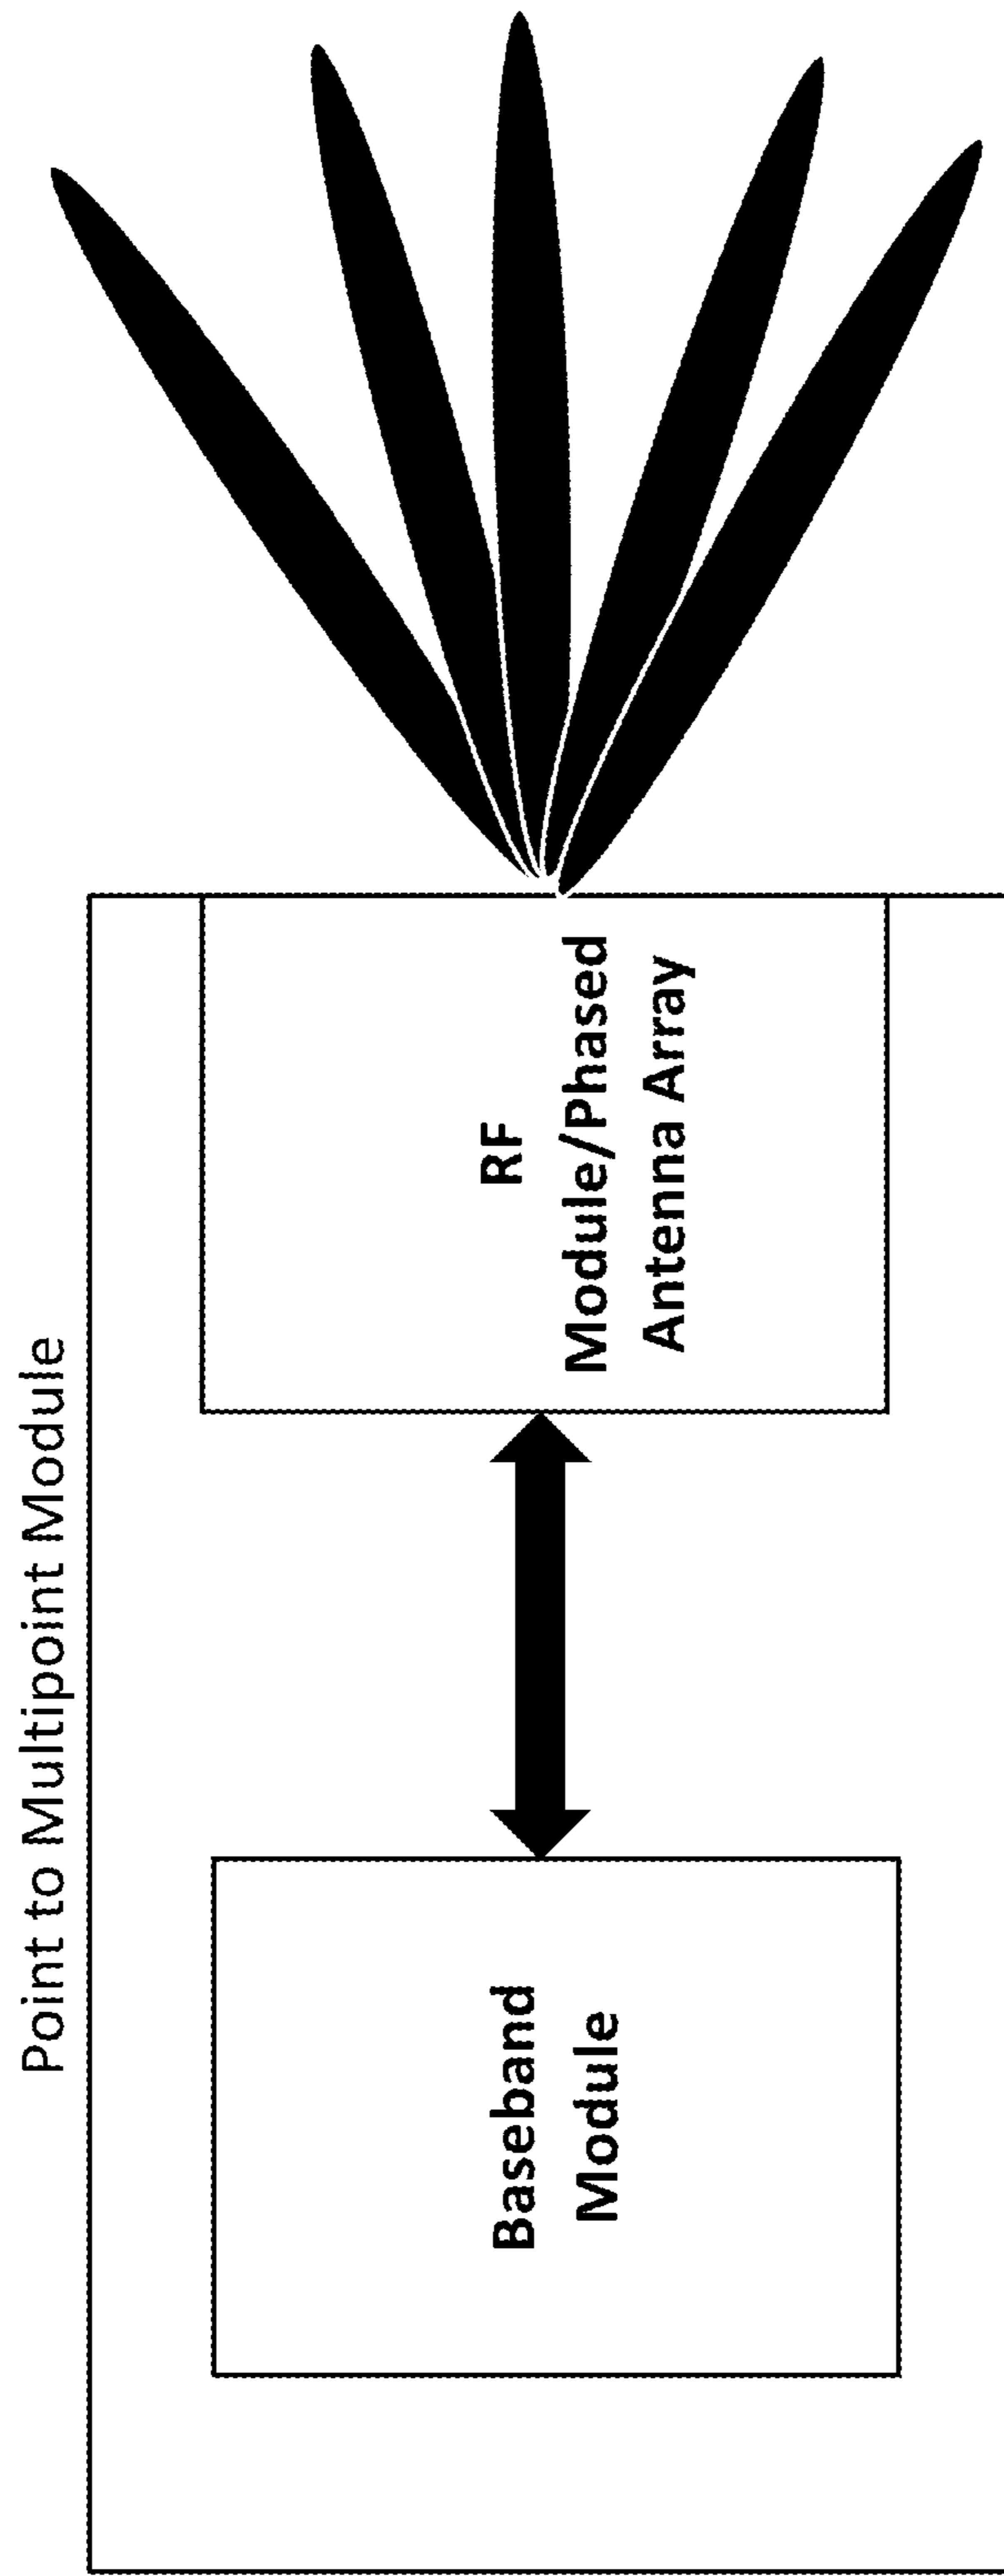 Point to Multipoint Module
Baseband
Module
RF
Module/Phased
Antenna Array